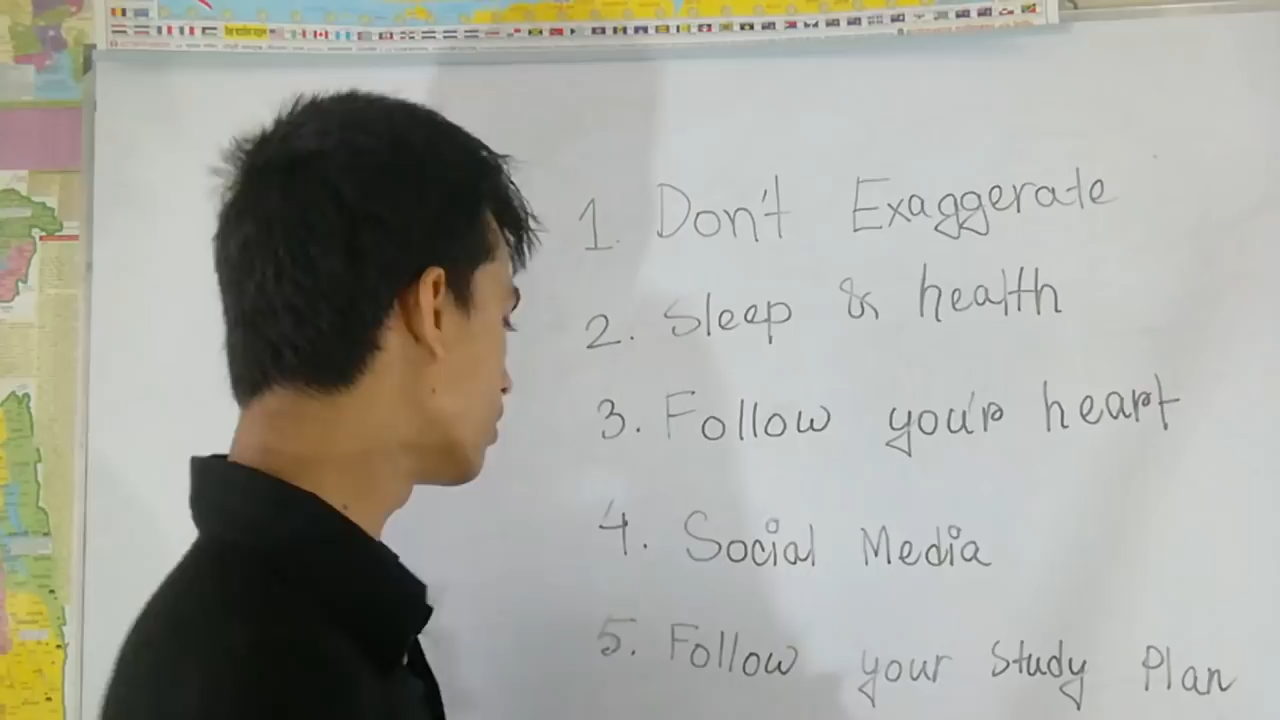 1. Don't Exaggerate
2. Sleep & health
3. Follow your heart
4. Social Media
5. Follow your Study Plan